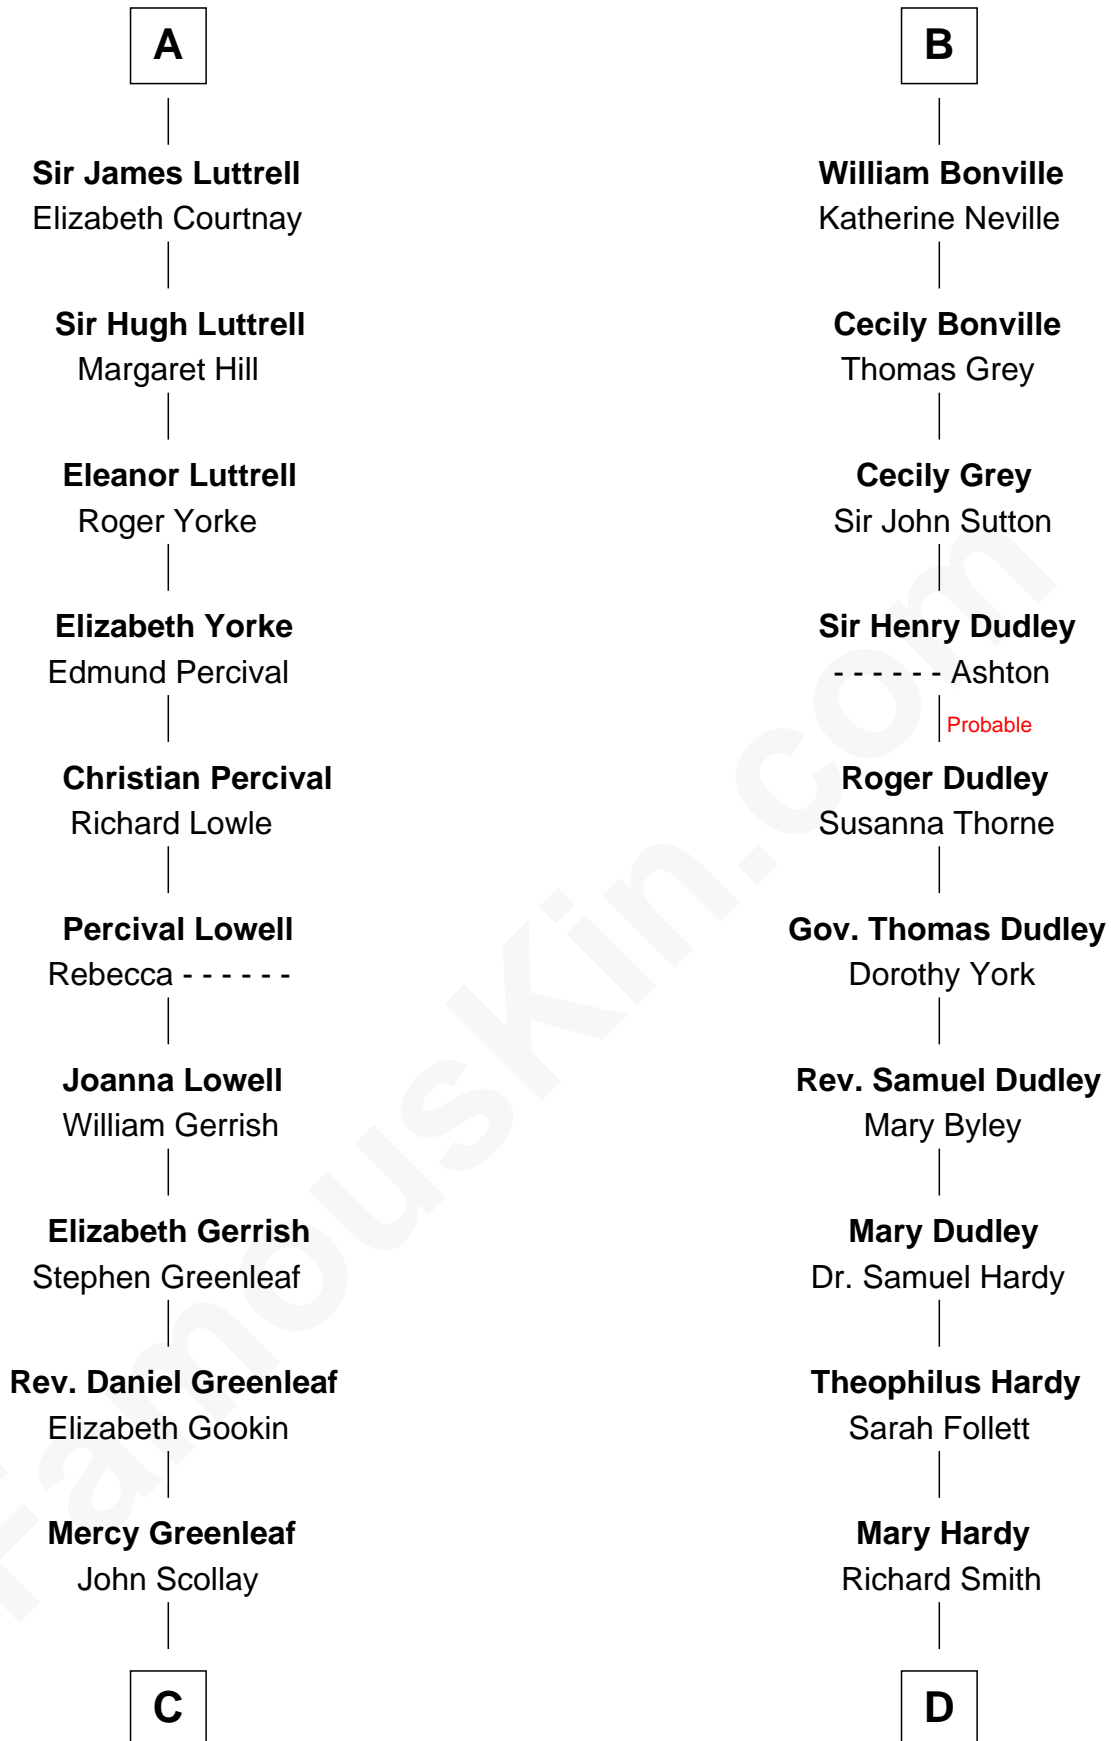 A
Sir James Luttrell
Elizabeth Courtnay
Sir Hugh Luttrell
Margaret Hill
Eleanor Luttrell
Roger Yorke
Elizabeth Yorke
Edmund Percival
Christian Percival
Richard Lowle
Percival Lowell
Rebecca - - - - - -
Joanna Lowell
William Gerrish
Elizabeth Gerrish
Stephen Greenleaf
Rev. Daniel Greenleaf
Elizabeth Gookin
Mercy Greenleaf
John Scollay
C
B
William Bonville
Katherine Neville
Cecily Bonville
Thomas Grey
Cecily Grey
Sir John Sutton
Sir Henry Dudley
- - - - - - Ashton
Probable
Roger Dudley
Susanna Thorne
Gov. Thomas Dudley
Dorothy York
Rev. Samuel Dudley
Mary Byley
Mary Dudley
Dr. Samuel Hardy
Theophilus Hardy
Sarah Follett
Mary Hardy
Richard Smith
D
FamousKin.com